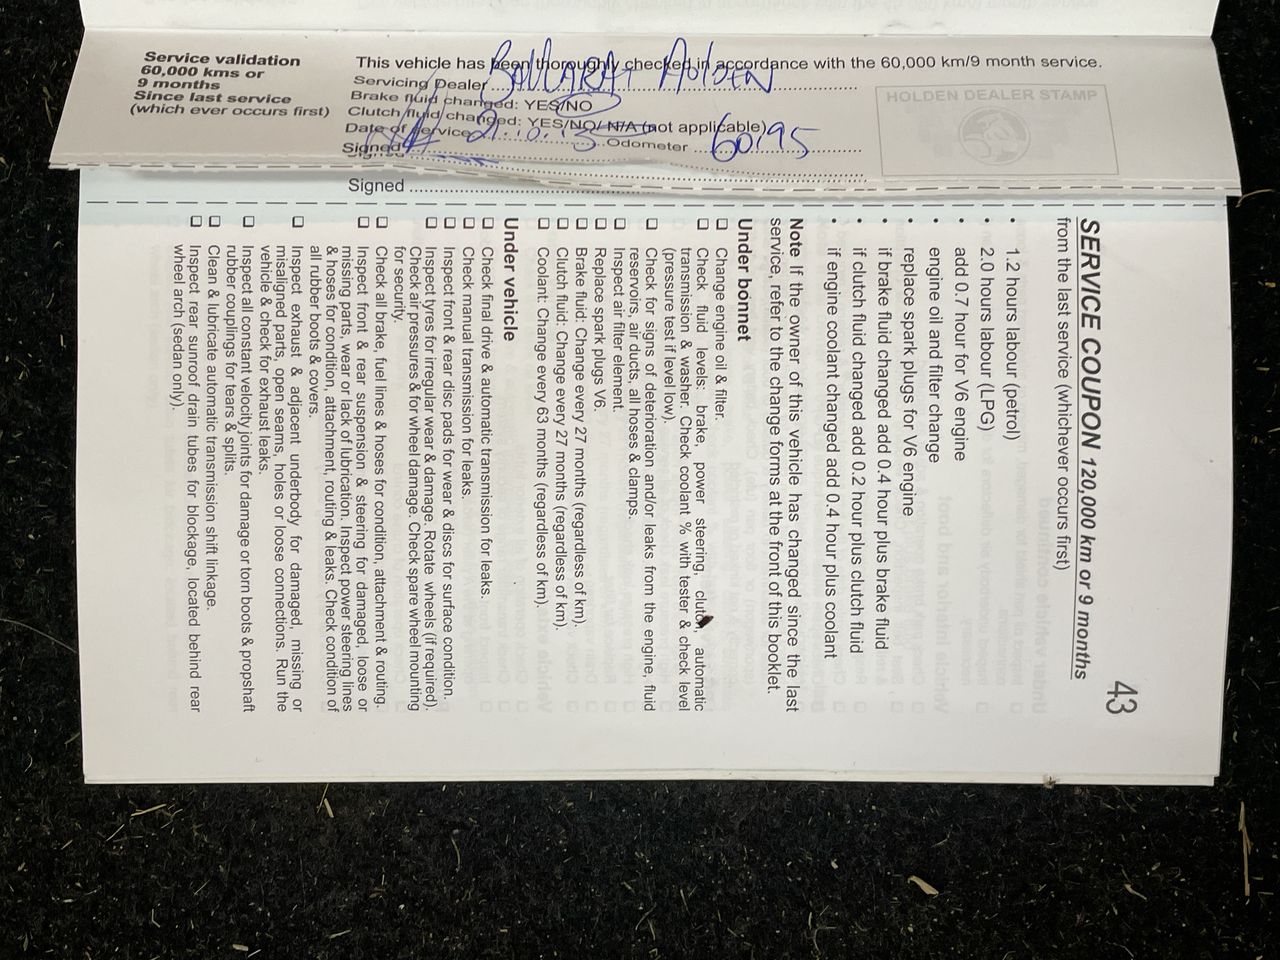 Service validation
60,000 kms or
9 months
Since last service
(which ever occurs first)
This vehicle has been thoroughly checked in accordance with the 60,000 km/9 month service.
Servicing Dealer BALLARAT HOLDEN
Brake fluid changed: YES/NO
Clutch fluid changed: YES/NO/ N/A (not applicable)
Date of service 21.10.13 Odometer 60195
Signed
HOLDEN DEALER STAMP
Signed
43
SERVICE COUPON 120,000 km or 9 months
from the last service (whichever occurs first)
• 1.2 hours labour (petrol)
• 2.0 hours labour (LPG)
• add 0.7 hour for V6 engine
• engine oil and filter change
• replace spark plugs for V6 engine
• if brake fluid changed add 0.4 hour plus brake fluid
• if clutch fluid changed add 0.2 hour plus clutch fluid
• if engine coolant changed add 0.4 hour plus coolant
Note If the owner of this vehicle has changed since the last
service, refer to the change forms at the front of this booklet.
Under bonnet
❑ Change engine oil & filter.
❑ Check fluid levels: brake, power steering, clutch, automatic
transmission & washer. Check coolant % with tester & check level
(pressure test if level low).
❑ Check for signs of deterioration and/or leaks from the engine, fluid
reservoirs, air ducts, all hoses & clamps.
❑ Inspect air filter element.
❑ Replace spark plugs V6.
❑ Brake fluid: Change every 27 months (regardless of km).
❑ Clutch fluid: Change every 27 months (regardless of km).
❑ Coolant: Change every 63 months (regardless of km).
Under vehicle
❑ Check final drive & automatic transmission for leaks.
❑ Check manual transmission for leaks.
❑ Inspect front & rear disc pads for wear & discs for surface condition.
❑ Inspect tyres for irregular wear & damage. Rotate wheels (if required).
Check air pressures & for wheel damage. Check spare wheel mounting
for security.
❑ Check all brake, fuel lines & hoses for condition, attachment & routing.
❑ Inspect front & rear suspension & steering for damaged, loose or
missing parts, wear or lack of lubrication. Inspect power steering lines
& hoses for condition, attachment, routing & leaks. Check condition of
all rubber boots & covers.
❑ Inspect exhaust & adjacent underbody for damaged, missing or
misaligned parts, open seams, holes or loose connections. Run the
vehicle & check for exhaust leaks.
❑ Inspect all constant velocity joints for damage or torn boots & propshaft
rubber couplings for tears & splits.
❑ Clean & lubricate automatic transmission shift linkage.
❑ Inspect rear sunroof drain tubes for blockage, located behind rear
wheel arch (sedan only).